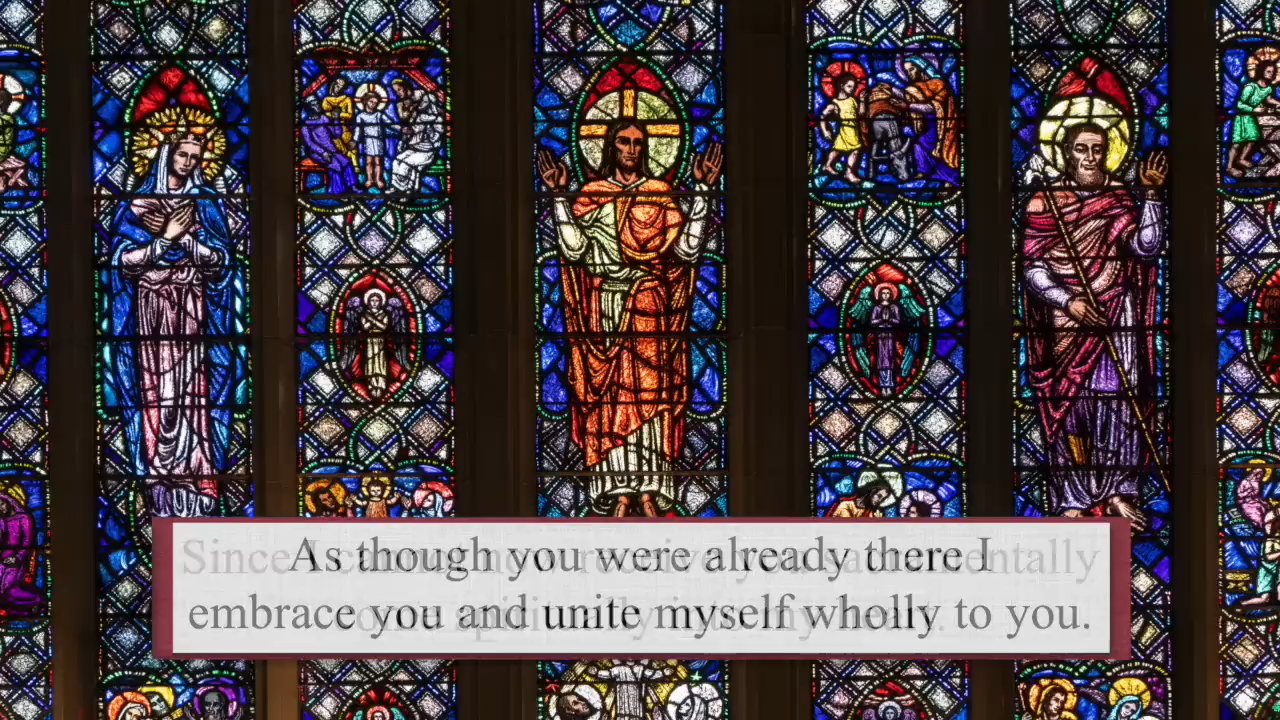 As though you were already there I
embrace you and unite myself wholly to you.